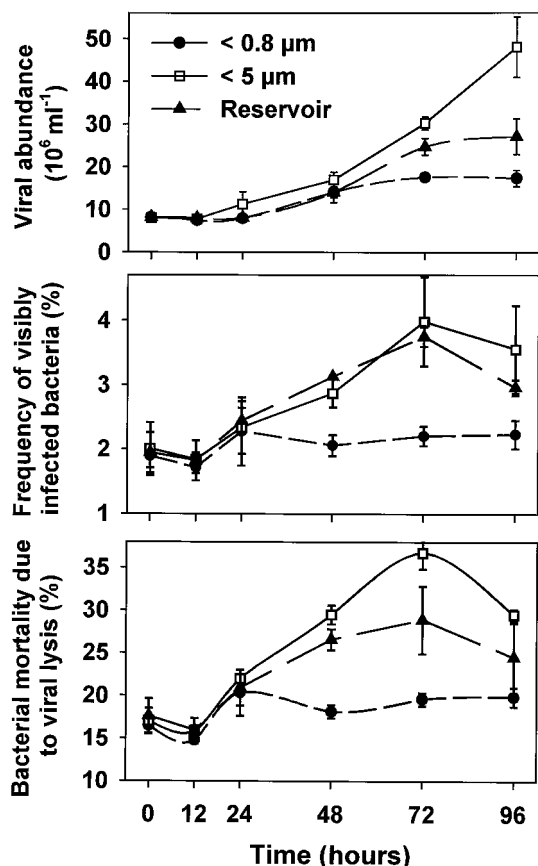 Viral abundance
(10⁶ ml⁻¹)
50
40
30
20
10
0
< 0.8 µm
< 5 µm
Reservoir
Frequency of visibly
infected bacteria (%)
4
3
2
1
Bacterial mortality due
to viral lysis (%)
35
30
25
20
15
10
0 12 24 48 72 96
Time (hours)